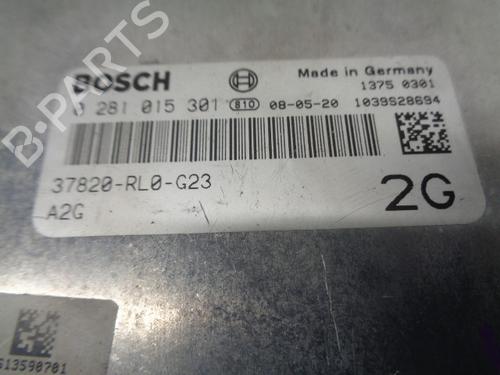 B-PARTS
BOSCH
Made in Germany
1375 0301
0 281 015 301 810 08-05-20 1039S28694
37820-RL0-G23
A2G
2G
S13590701